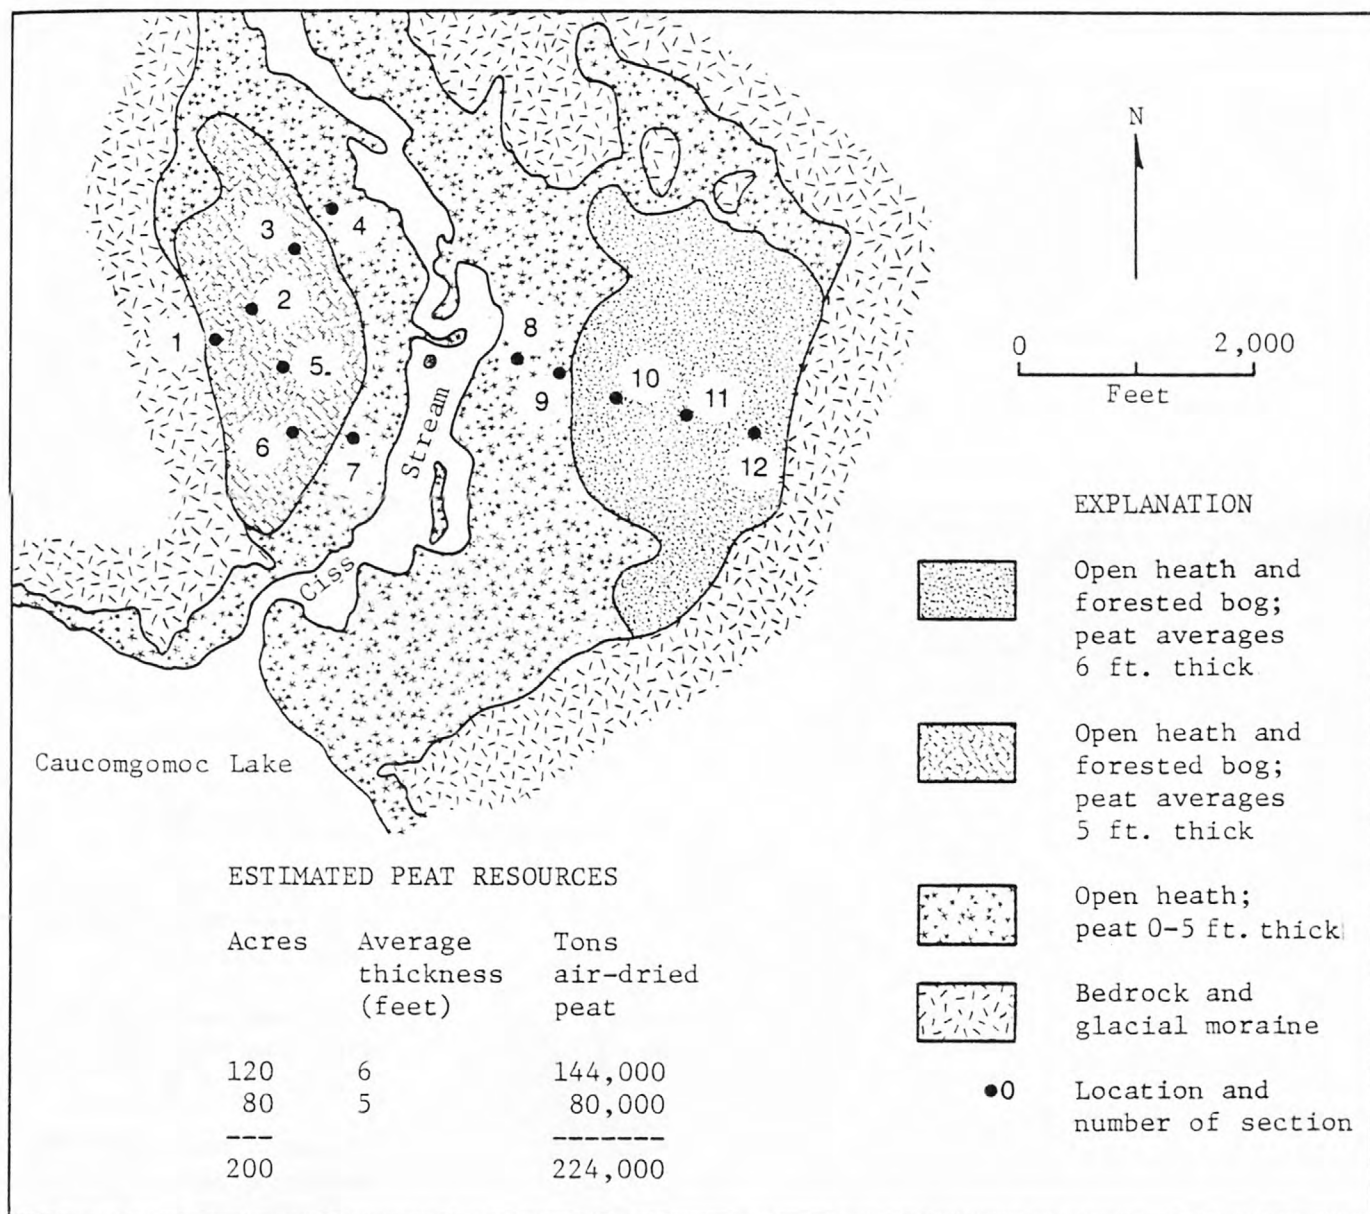 N
0 2,000
Feet
3
4
2
1
5.
6
7
8
9
10
11
12
Stream
Ciss
Caucomgomoc Lake
EXPLANATION
Open heath and
forested bog;
peat averages
6 ft. thick
Open heath and
forested bog;
peat averages
5 ft. thick
Open heath;
peat 0-5 ft. thick
Bedrock and
glacial moraine
●0 Location and
number of section
ESTIMATED PEAT RESOURCES
Acres Average Tons
thickness air-dried
(feet) peat
120 6 144,000
80 5 80,000
--- -------
200 224,000